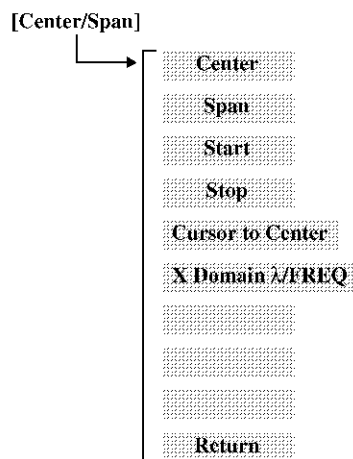 [Center/Span]
Center
Span
Start
Stop
Cursor to Center
X Domain λ/FREQ
Return